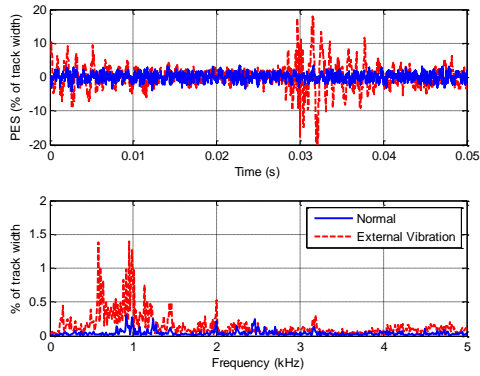 20
10
0
-10
-20
PES (% of track width)
0 0.01 0.02 0.03 0.04 0.05
Time (s)
2
1.5
1
0.5
0
% of track width
Normal
External Vibration
0 1 2 3 4 5
Frequency (kHz)